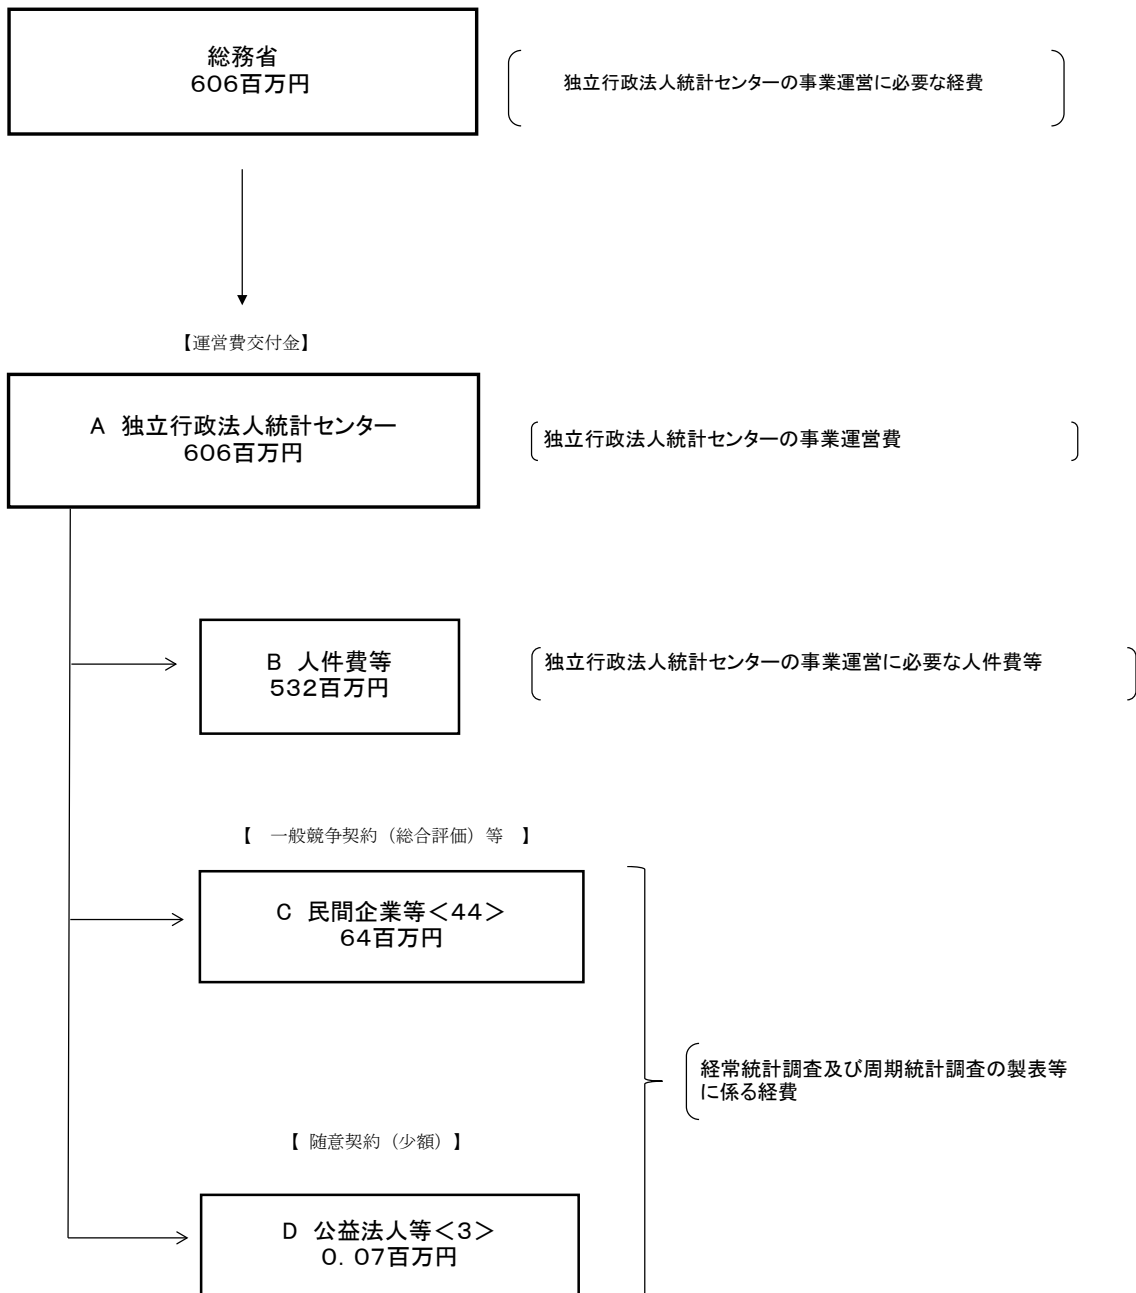 総務省
606百万円
独立行政法人統計センターの事業運営に必要な経費
【運営費交付金】
A 独立行政法人統計センター
606百万円
独立行政法人統計センターの事業運営費
B 人件費等
532百万円
独立行政法人統計センターの事業運営に必要な人件費等
【 一般競争契約（総合評価）等 】
C 民間企業等＜44＞
64百万円
経常統計調査及び周期統計調査の製表等
に係る経費
【 随意契約（少額）】
D 公益法人等＜3＞
0．07百万円